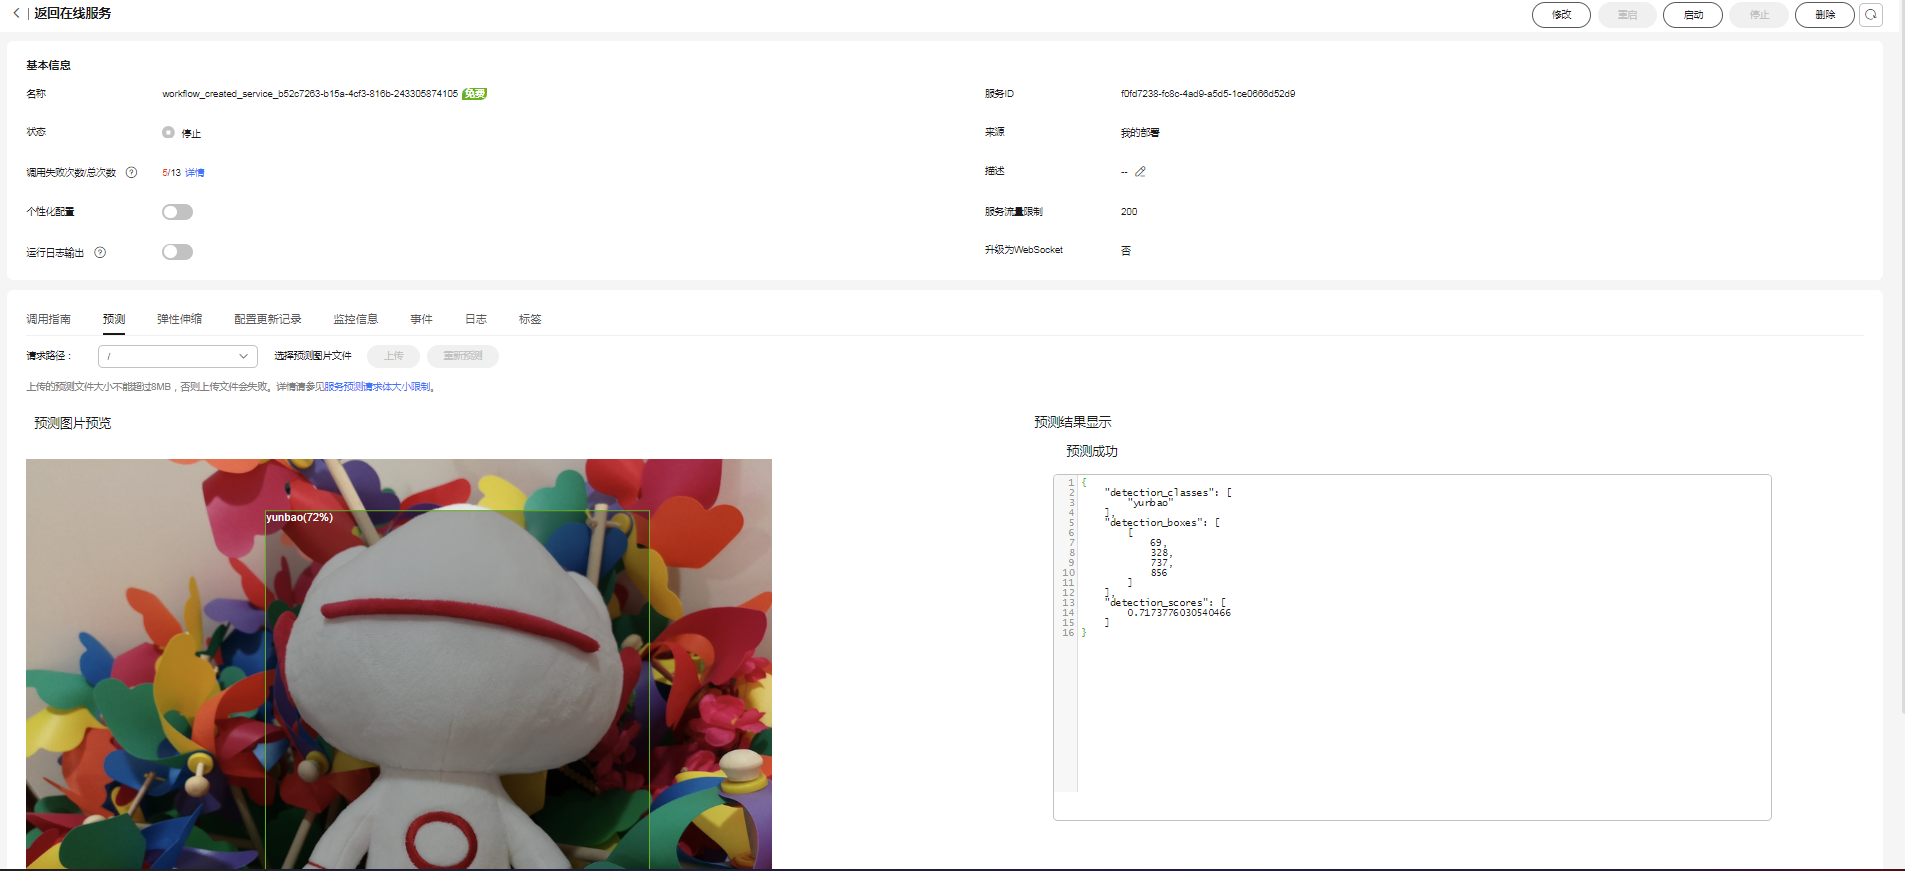 返回在线服务
修改 重启 启动 停止 删除
基本信息
名称 workflow_created_service_b52c7263-b15a-4cf3-816b-243305874105 免费 服务ID f0fd7238-fc8c-4ad9-a5d5-1ce0666d52d9
状态 停止 来源 我的部署
调用失败次数/总次数 5/13 详情 描述 --
个性化配置 服务流量限制 200
运行日志输出 升级为WebSocket 否
调用指南 预测 弹性伸缩 配置更新记录 监控信息 事件 日志 标签
请求路径： / 选择预测图片文件 上传 重新预测
上传的预测文件大小不能超过8MB，否则上传文件会失败。详情请参见服务预测请求体大小限制。
预测图片预览 预测结果显示
预测成功
yunbao(72%)
1 {
2 "detection_classes": [
3 "yunbao"
4 ],
5 "detection_boxes": [
6 [
7 69,
8 328,
9 737,
10 856
11 ]
12 ],
13 "detection_scores": [
14 0.7173776030540466
15 ]
16 }